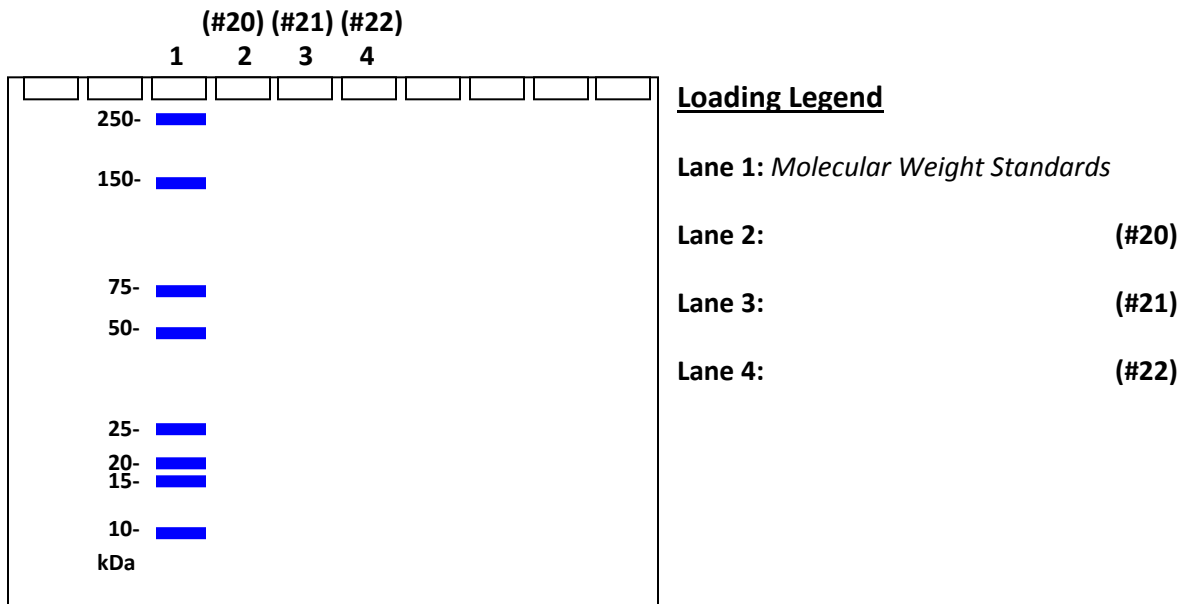 (#20) (#21) (#22)
1 2 3 4
250-
150-
75-
50-
25-
20-
15-
10-
kDa
Loading Legend
Lane 1: Molecular Weight Standards
Lane 2: (#20)
Lane 3: (#21)
Lane 4: (#22)